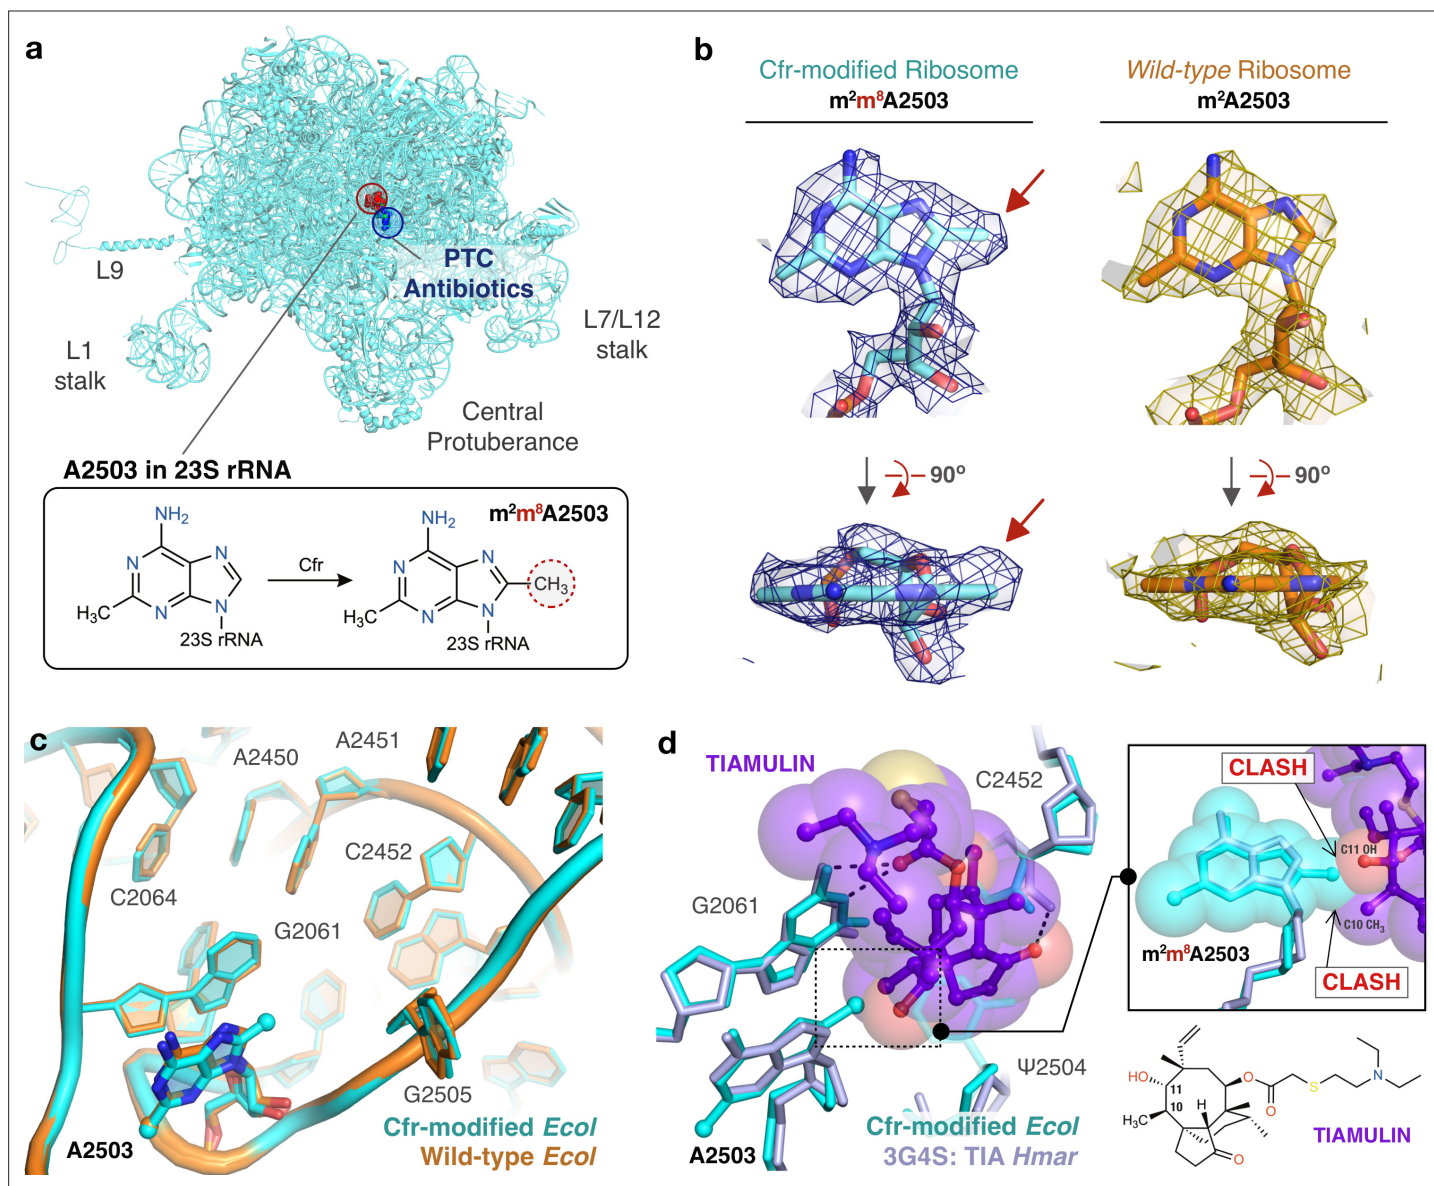 a
L9
L1
stalk
PTC
Antibiotics
L7/L12
stalk
Central
Protuberance
A2503 in 23S rRNA
NH₂
N
N
N
N
H₃C
23S rRNA
Cfr
m²m⁸A2503
NH₂
N
N
N
N
CH₃
H₃C
23S rRNA
b
Cfr-modified Ribosome
m²m⁸A2503
Wild-type Ribosome
m²A2503
90º
90º
c
A2450
A2451
C2064
C2452
G2061
G2505
A2503
Cfr-modified Ecol
Wild-type Ecol
d
TIAMULIN
C2452
G2061
Ψ2504
A2503
Cfr-modified Ecol
3G4S: TIA Hmar
CLASH
C11 OH
C10 CH₃
m²m⁸A2503
CLASH
HO
11
10
H₃C
H
O
O
S
N
O
TIAMULIN